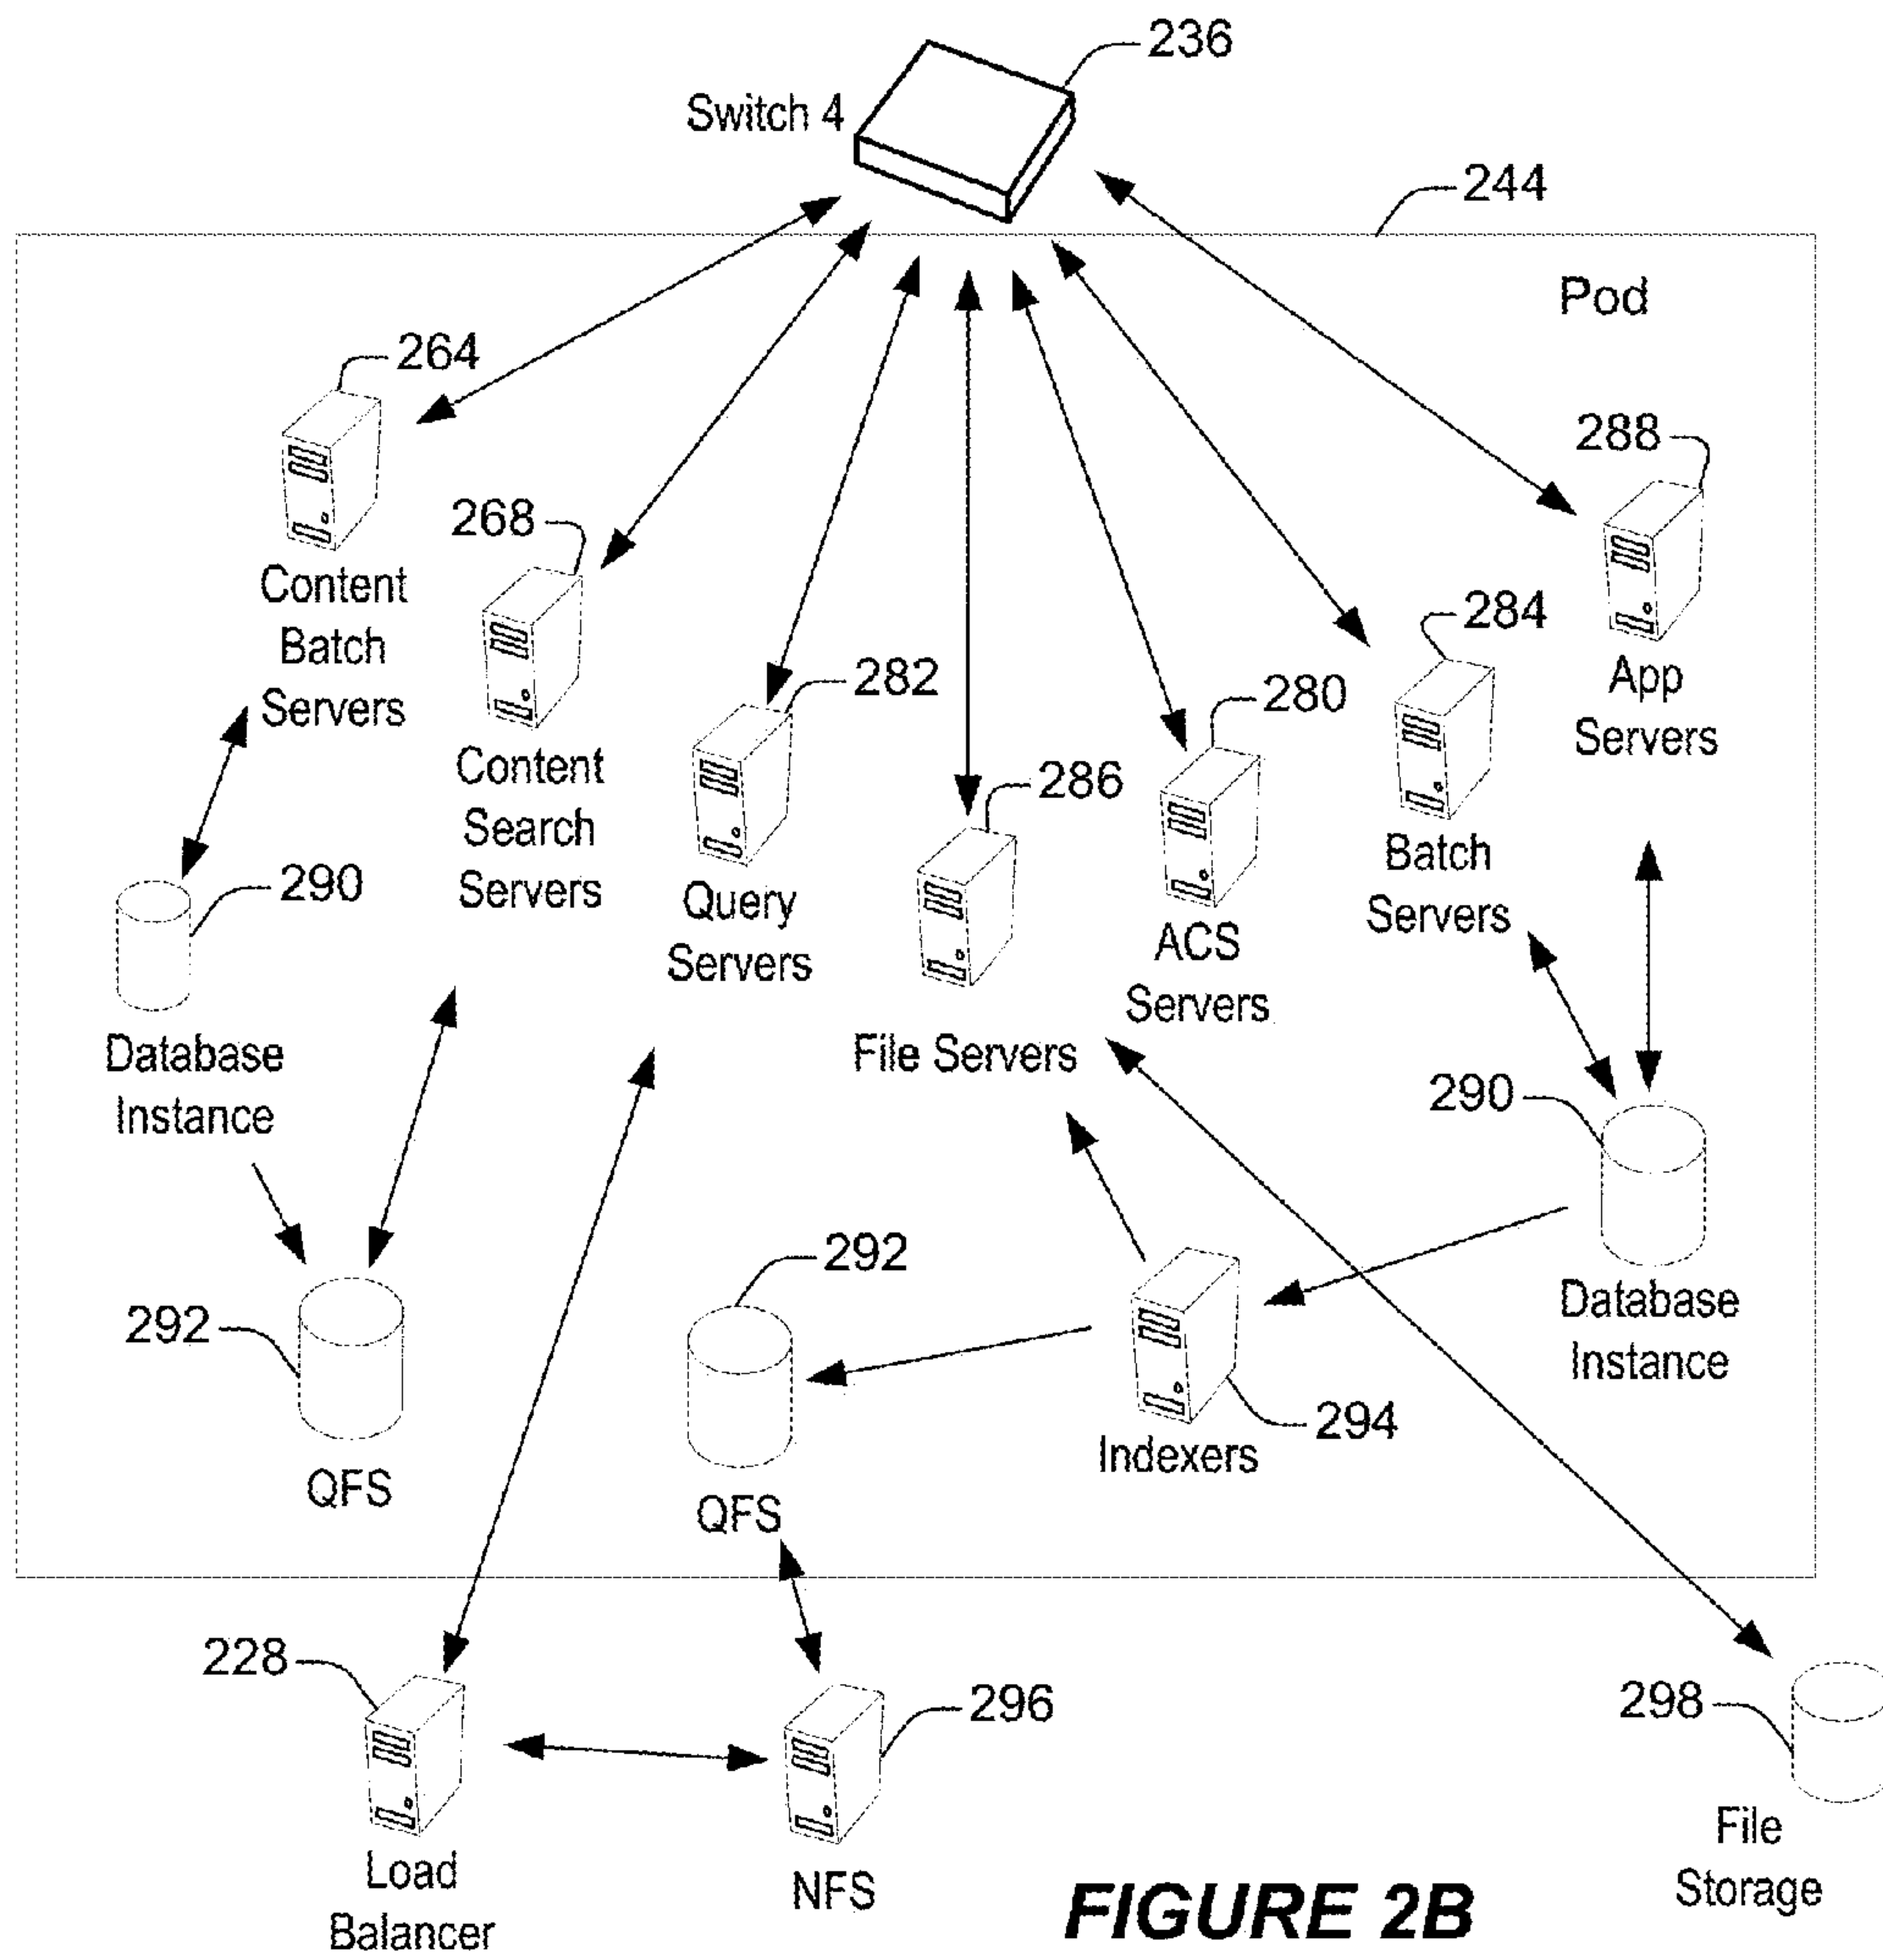 236
Switch 4
244
Pod
264
Content
Batch
Servers
288
App
Servers
268
Content
Search
Servers
284
Batch
Servers
282
Query
Servers
280
ACS
Servers
286
File Servers
290
Database
Instance
290
Database
Instance
292
QFS
292
QFS
294
Indexers
228
Load
Balancer
296
NFS
298
File
Storage
FIGURE 2B